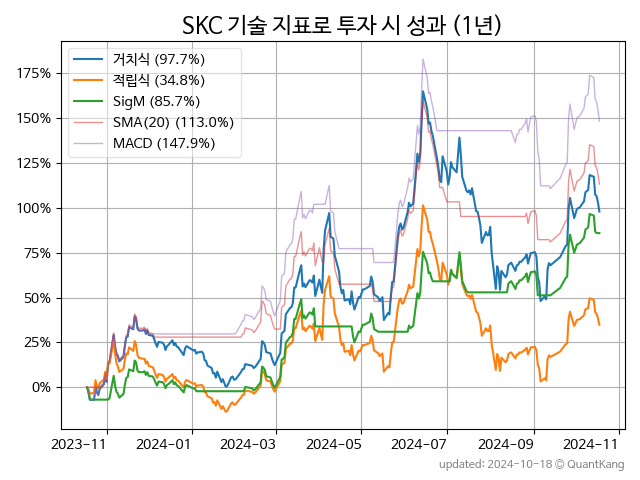 SKC 기술 지표로 투자 시 성과 (1년)
거치식 (97.7%)
적립식 (34.8%)
SigM (85.7%)
SMA(20) (113.0%)
MACD (147.9%)
175%
150%
125%
100%
75%
50%
25%
0%
2023-11 2024-01 2024-03 2024-05 2024-07 2024-09 2024-11
updated: 2024-10-18 © QuantKang